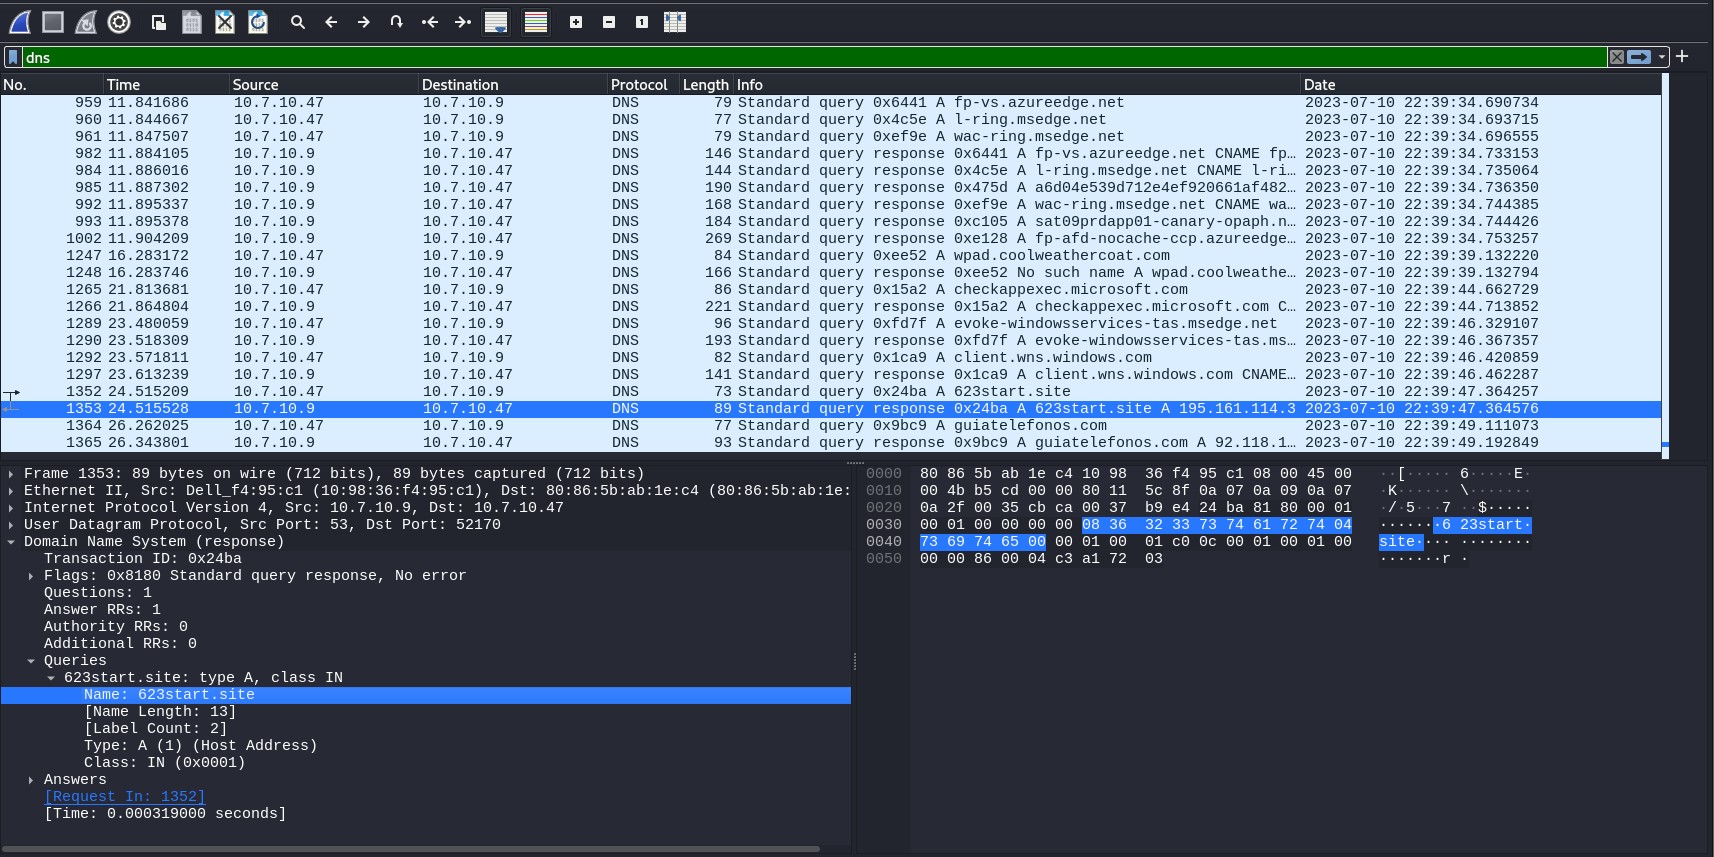 dns
No. Time Source Destination Protocol Length Info Date
959 11.841686 10.7.10.47 10.7.10.9 DNS 79 Standard query 0x6441 A fp-vs.azureedge.net 2023-07-10 22:39:34.690734
960 11.844667 10.7.10.47 10.7.10.9 DNS 77 Standard query 0x4c5e A l-ring.msedge.net 2023-07-10 22:39:34.693715
961 11.847507 10.7.10.47 10.7.10.9 DNS 79 Standard query 0xef9e A wac-ring.msedge.net 2023-07-10 22:39:34.696555
982 11.884105 10.7.10.9 10.7.10.47 DNS 146 Standard query response 0x6441 A fp-vs.azureedge.net CNAME fp… 2023-07-10 22:39:34.733153
984 11.886016 10.7.10.9 10.7.10.47 DNS 144 Standard query response 0x4c5e A l-ring.msedge.net CNAME l-ri… 2023-07-10 22:39:34.735064
985 11.887302 10.7.10.9 10.7.10.47 DNS 190 Standard query response 0x475d A a6d04e539d712e4ef920661af482… 2023-07-10 22:39:34.736350
992 11.895337 10.7.10.9 10.7.10.47 DNS 168 Standard query response 0xef9e A wac-ring.msedge.net CNAME wa… 2023-07-10 22:39:34.744385
993 11.895378 10.7.10.9 10.7.10.47 DNS 184 Standard query response 0xc105 A sat09prdapp01-canary-opaph.n… 2023-07-10 22:39:34.744426
1002 11.904209 10.7.10.9 10.7.10.47 DNS 269 Standard query response 0xe128 A fp-afd-nocache-ccp.azureedge… 2023-07-10 22:39:34.753257
1247 16.283172 10.7.10.47 10.7.10.9 DNS 84 Standard query 0xee52 A wpad.coolweathercoat.com 2023-07-10 22:39:39.132220
1248 16.283746 10.7.10.9 10.7.10.47 DNS 166 Standard query response 0xee52 No such name A wpad.coolweathe… 2023-07-10 22:39:39.132794
1265 21.813681 10.7.10.47 10.7.10.9 DNS 86 Standard query 0x15a2 A checkappexec.microsoft.com 2023-07-10 22:39:44.662729
1266 21.864804 10.7.10.9 10.7.10.47 DNS 221 Standard query response 0x15a2 A checkappexec.microsoft.com C… 2023-07-10 22:39:44.713852
1289 23.480059 10.7.10.47 10.7.10.9 DNS 96 Standard query 0xfd7f A evoke-windowsservices-tas.msedge.net 2023-07-10 22:39:46.329107
1290 23.518309 10.7.10.9 10.7.10.47 DNS 193 Standard query response 0xfd7f A evoke-windowsservices-tas.ms… 2023-07-10 22:39:46.367357
1292 23.571811 10.7.10.47 10.7.10.9 DNS 82 Standard query 0x1ca9 A client.wns.windows.com 2023-07-10 22:39:46.420859
1297 23.613239 10.7.10.9 10.7.10.47 DNS 141 Standard query response 0x1ca9 A client.wns.windows.com CNAME… 2023-07-10 22:39:46.462287
1352 24.515209 10.7.10.47 10.7.10.9 DNS 73 Standard query 0x24ba A 623start.site 2023-07-10 22:39:47.364257
1353 24.515528 10.7.10.9 10.7.10.47 DNS 89 Standard query response 0x24ba A 623start.site A 195.161.114.3 2023-07-10 22:39:47.364576
1364 26.262025 10.7.10.47 10.7.10.9 DNS 77 Standard query 0x9bc9 A guiatelefonos.com 2023-07-10 22:39:49.111073
1365 26.343801 10.7.10.9 10.7.10.47 DNS 93 Standard query response 0x9bc9 A guiatelefonos.com A 92.118.1… 2023-07-10 22:39:49.192849
Frame 1353: 89 bytes on wire (712 bits), 89 bytes captured (712 bits)
Ethernet II, Src: Dell_f4:95:c1 (10:98:36:f4:95:c1), Dst: 80:86:5b:ab:1e:c4 (80:86:5b:ab:1e:
Internet Protocol Version 4, Src: 10.7.10.9, Dst: 10.7.10.47
User Datagram Protocol, Src Port: 53, Dst Port: 52170
Domain Name System (response)
Transaction ID: 0x24ba
Flags: 0x8180 Standard query response, No error
Questions: 1
Answer RRs: 1
Authority RRs: 0
Additional RRs: 0
Queries
623start.site: type A, class IN
Name: 623start.site
[Name Length: 13]
[Label Count: 2]
Type: A (1) (Host Address)
Class: IN (0x0001)
Answers
[Request In: 1352]
[Time: 0.000319000 seconds]
0000 80 86 5b ab 1e c4 10 98 36 f4 95 c1 08 00 45 00 ··[·····6·····E·
0010 00 4b b5 cd 00 00 80 11 5c 8f 0a 07 0a 09 0a 07 ·K······\·······
0020 0a 2f 00 35 cb ca 00 37 b9 e4 24 ba 81 80 00 01 ·/·5···7··$·····
0030 00 01 00 00 00 00 08 36 32 33 73 74 61 72 74 04 ·······623start·
0040 73 69 74 65 00 00 01 00 01 c0 0c 00 01 00 01 00 site············
0050 00 00 86 00 04 c3 a1 72 03 ·······r·